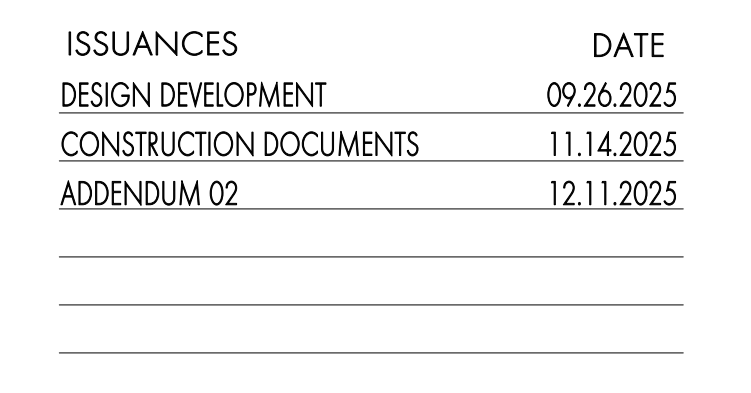 ISSUANCES DATE
DESIGN DEVELOPMENT 09.26.2025
CONSTRUCTION DOCUMENTS 11.14.2025
ADDENDUM 02 12.11.2025